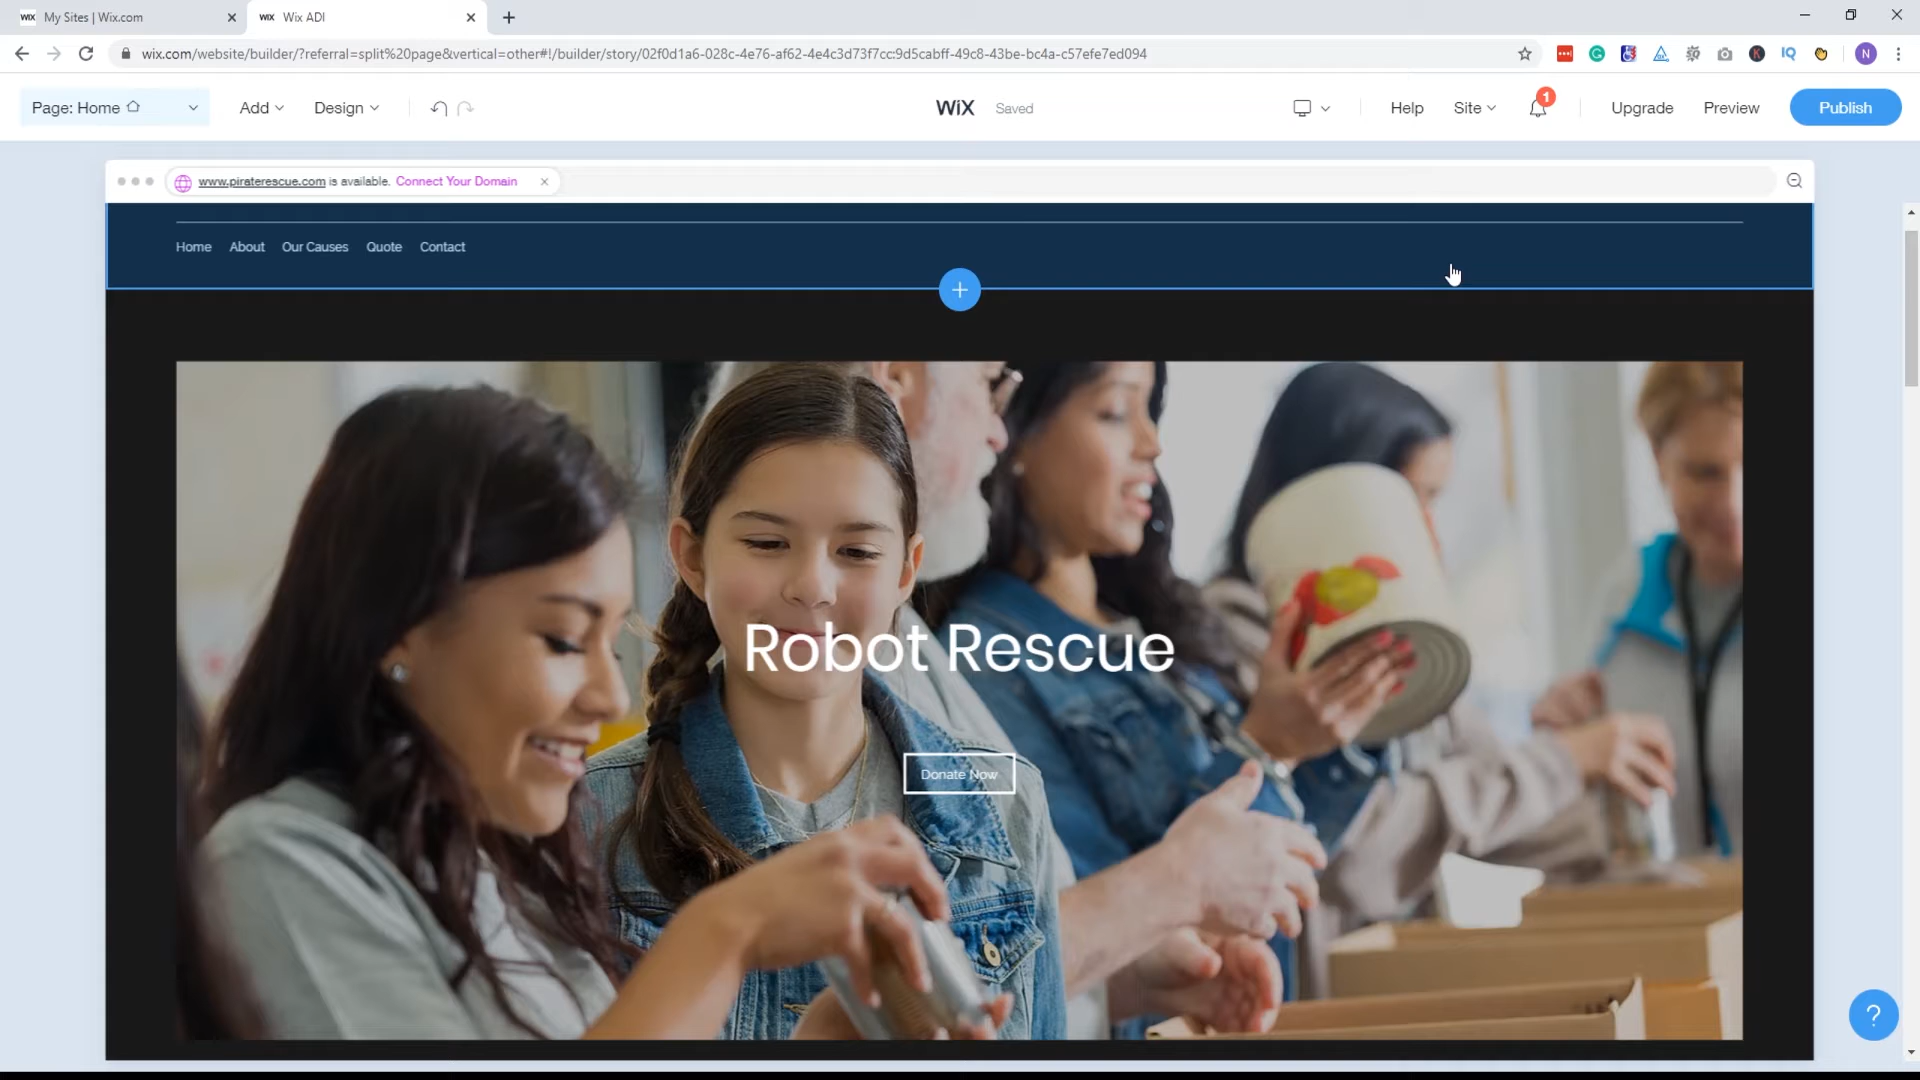 WiX My Sites | Wix.com
WiX Wix ADI
wix.com/website/builder/?referral=split%20page&vertical=other#!/builder/story/02f0d1a6-028c-4e76-af62-4e4c3d73f7cc:9d5cabff-49c8-43be-bc4a-c57efe7ed094
IQ N
Page: Home Add Design WiX Saved Help Site 1 Upgrade Preview Publish
www.piraterescue.com is available. Connect Your Domain
Home About Our Causes Quote Contact
Robot Rescue
Donate Now
?